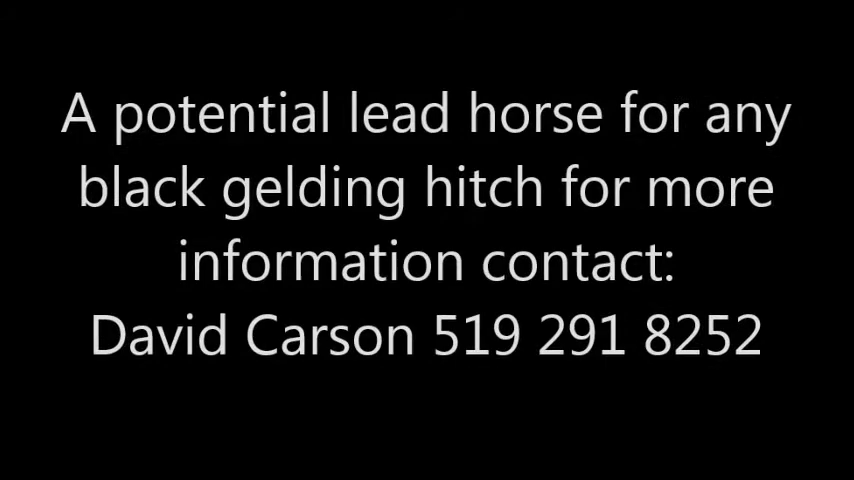 A potential lead horse for any
black gelding hitch for more
information contact:
David Carson 519 291 8252